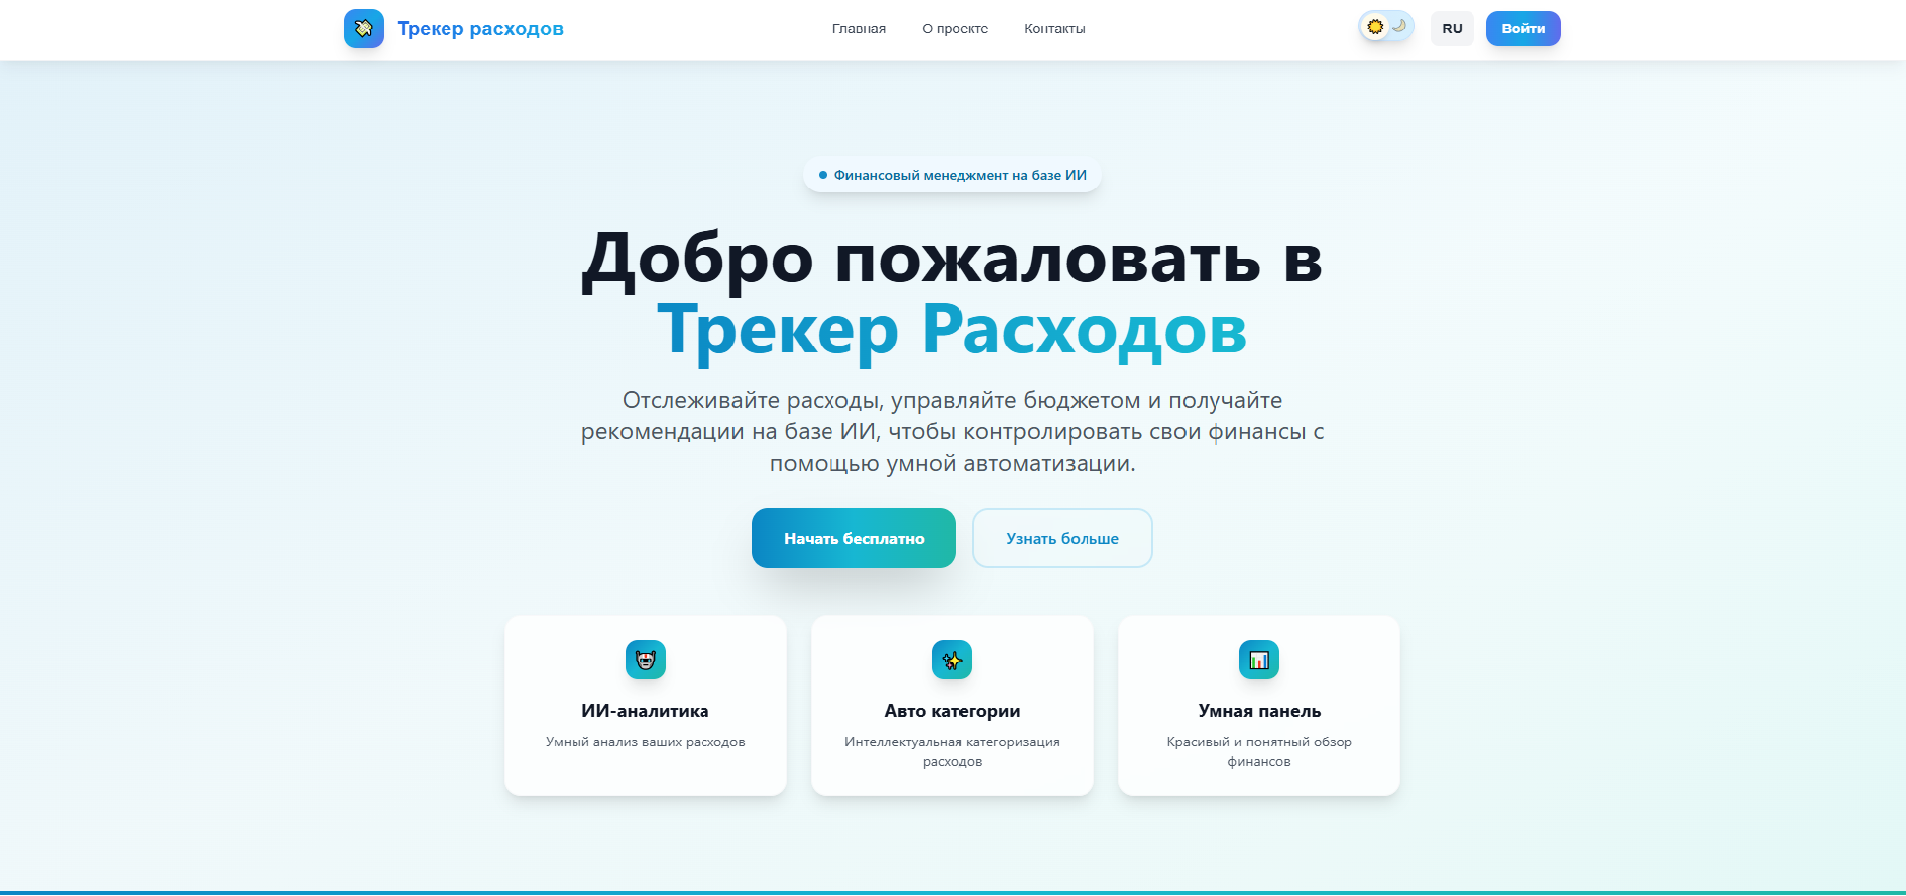 Трекер расходов
Главная
О проекте
Контакты
RU
Войти
Финансовый менеджмент на базе ИИ
Добро пожаловать в
Трекер Расходов
Отслеживайте расходы, управляйте бюджетом и получайте
рекомендации на базе ИИ, чтобы контролировать свои финансы с
помощью умной автоматизации.
Начать бесплатно
Узнать больше
ИИ-аналитика
Умный анализ ваших расходов
Авто категории
Интеллектуальная категоризация
расходов
Умная панель
Красивый и понятный обзор
финансов